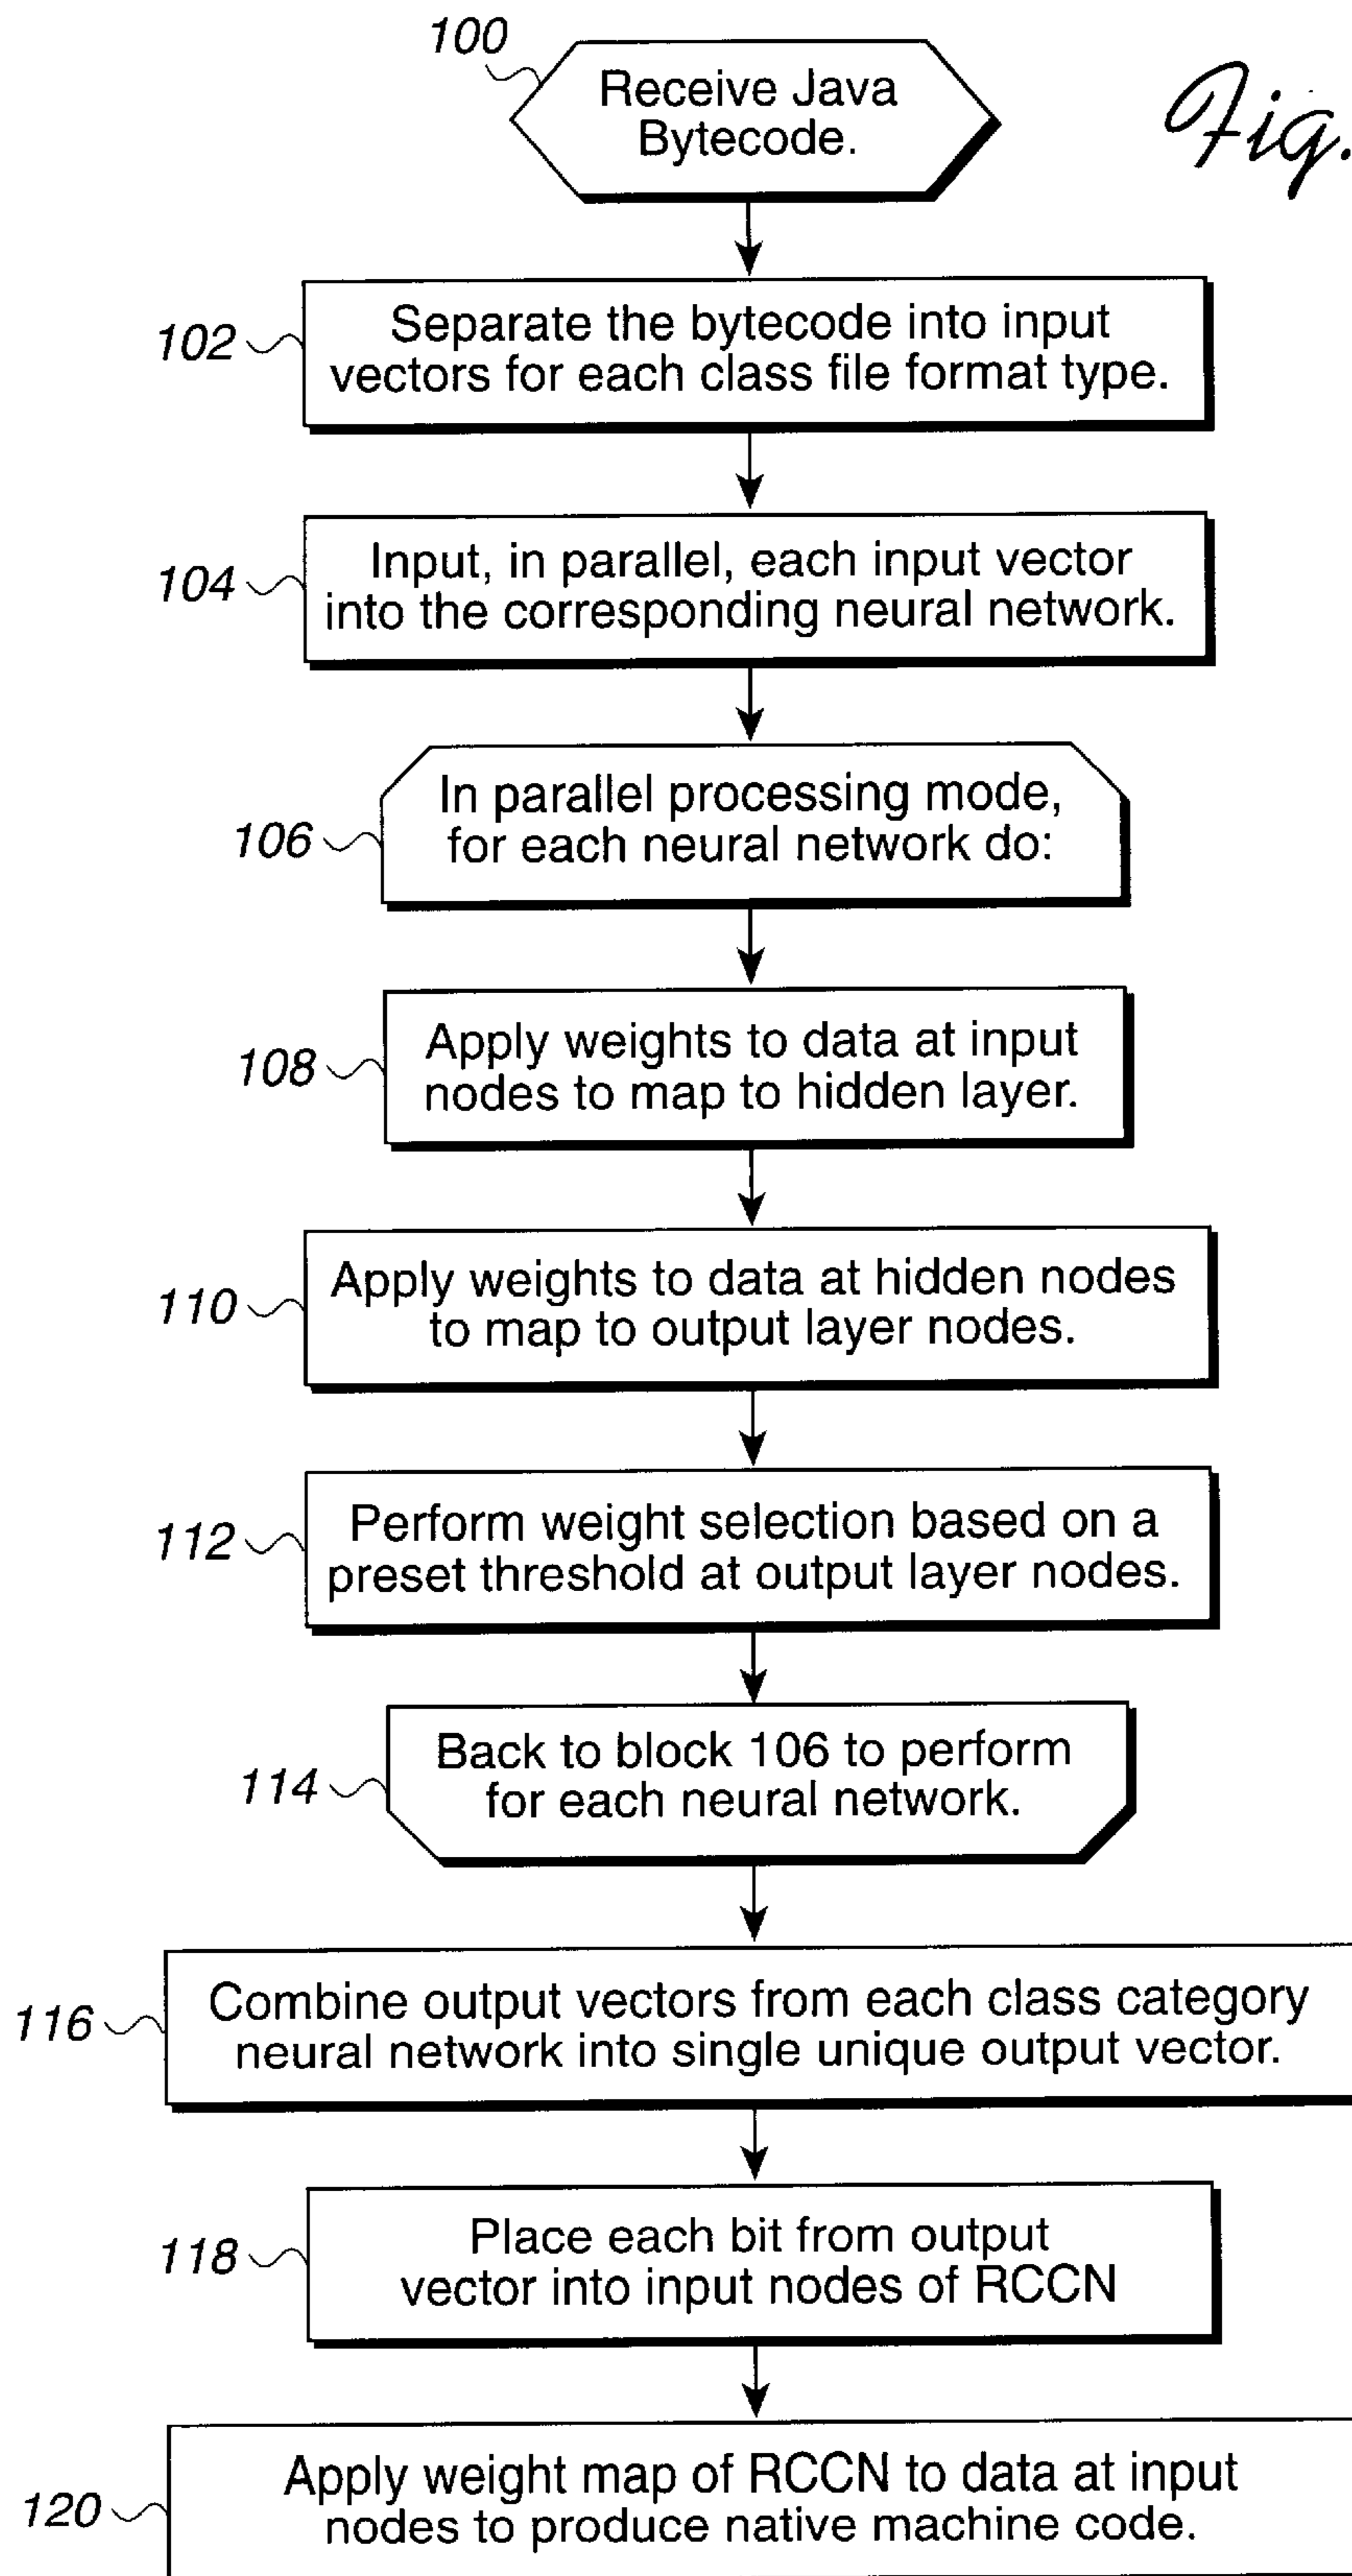 100
Receive Java
Bytecode.
Fig.
102
Separate the bytecode into input
vectors for each class file format type.
104
Input, in parallel, each input vector
into the corresponding neural network.
106
In parallel processing mode,
for each neural network do:
108
Apply weights to data at input
nodes to map to hidden layer.
110
Apply weights to data at hidden nodes
to map to output layer nodes.
112
Perform weight selection based on a
preset threshold at output layer nodes.
114
Back to block 106 to perform
for each neural network.
116
Combine output vectors from each class category
neural network into single unique output vector.
118
Place each bit from output
vector into input nodes of RCCN
120
Apply weight map of RCCN to data at input
nodes to produce native machine code.